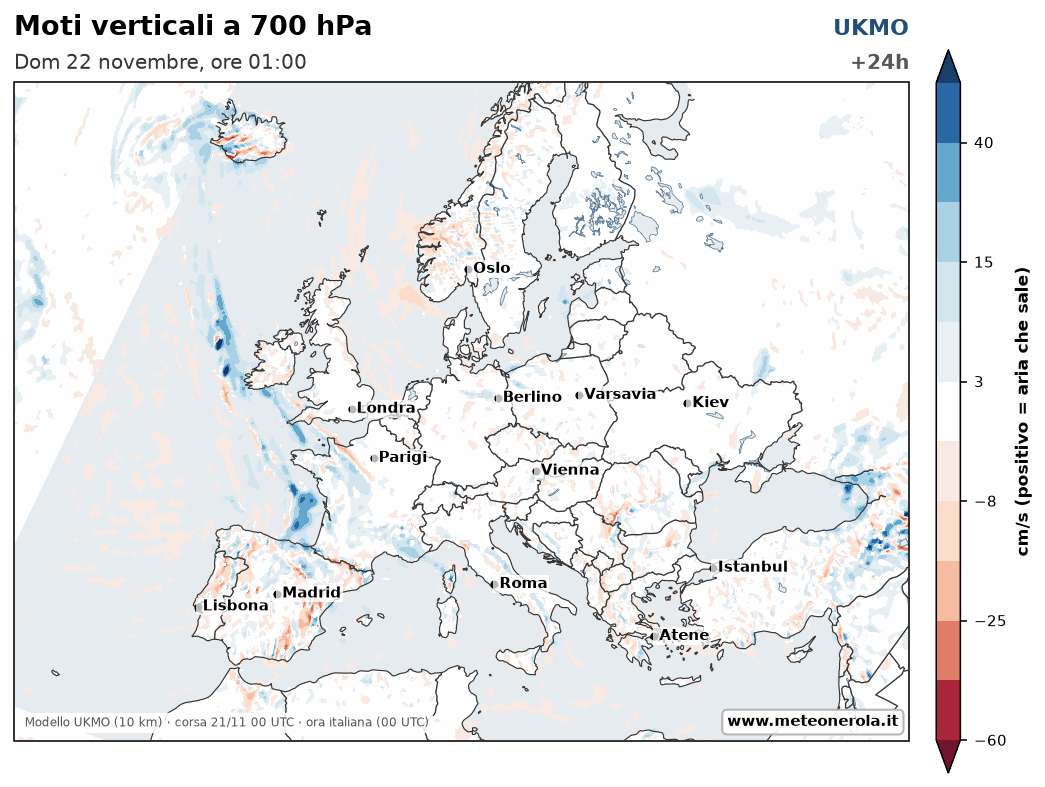 Moti verticali a 700 hPa
UKMO
Dom 22 novembre, ore 01:00
+24h
40
15
3
−8
−25
−60
cm/s (positivo = aria che sale)
Oslo
Berlino
Varsavia
Kiev
Londra
Parigi
Vienna
Istanbul
Roma
Madrid
Lisbona
Atene
Modello UKMO (10 km) · corsa 21/11 00 UTC · ora italiana (00 UTC)
www.meteonerola.it